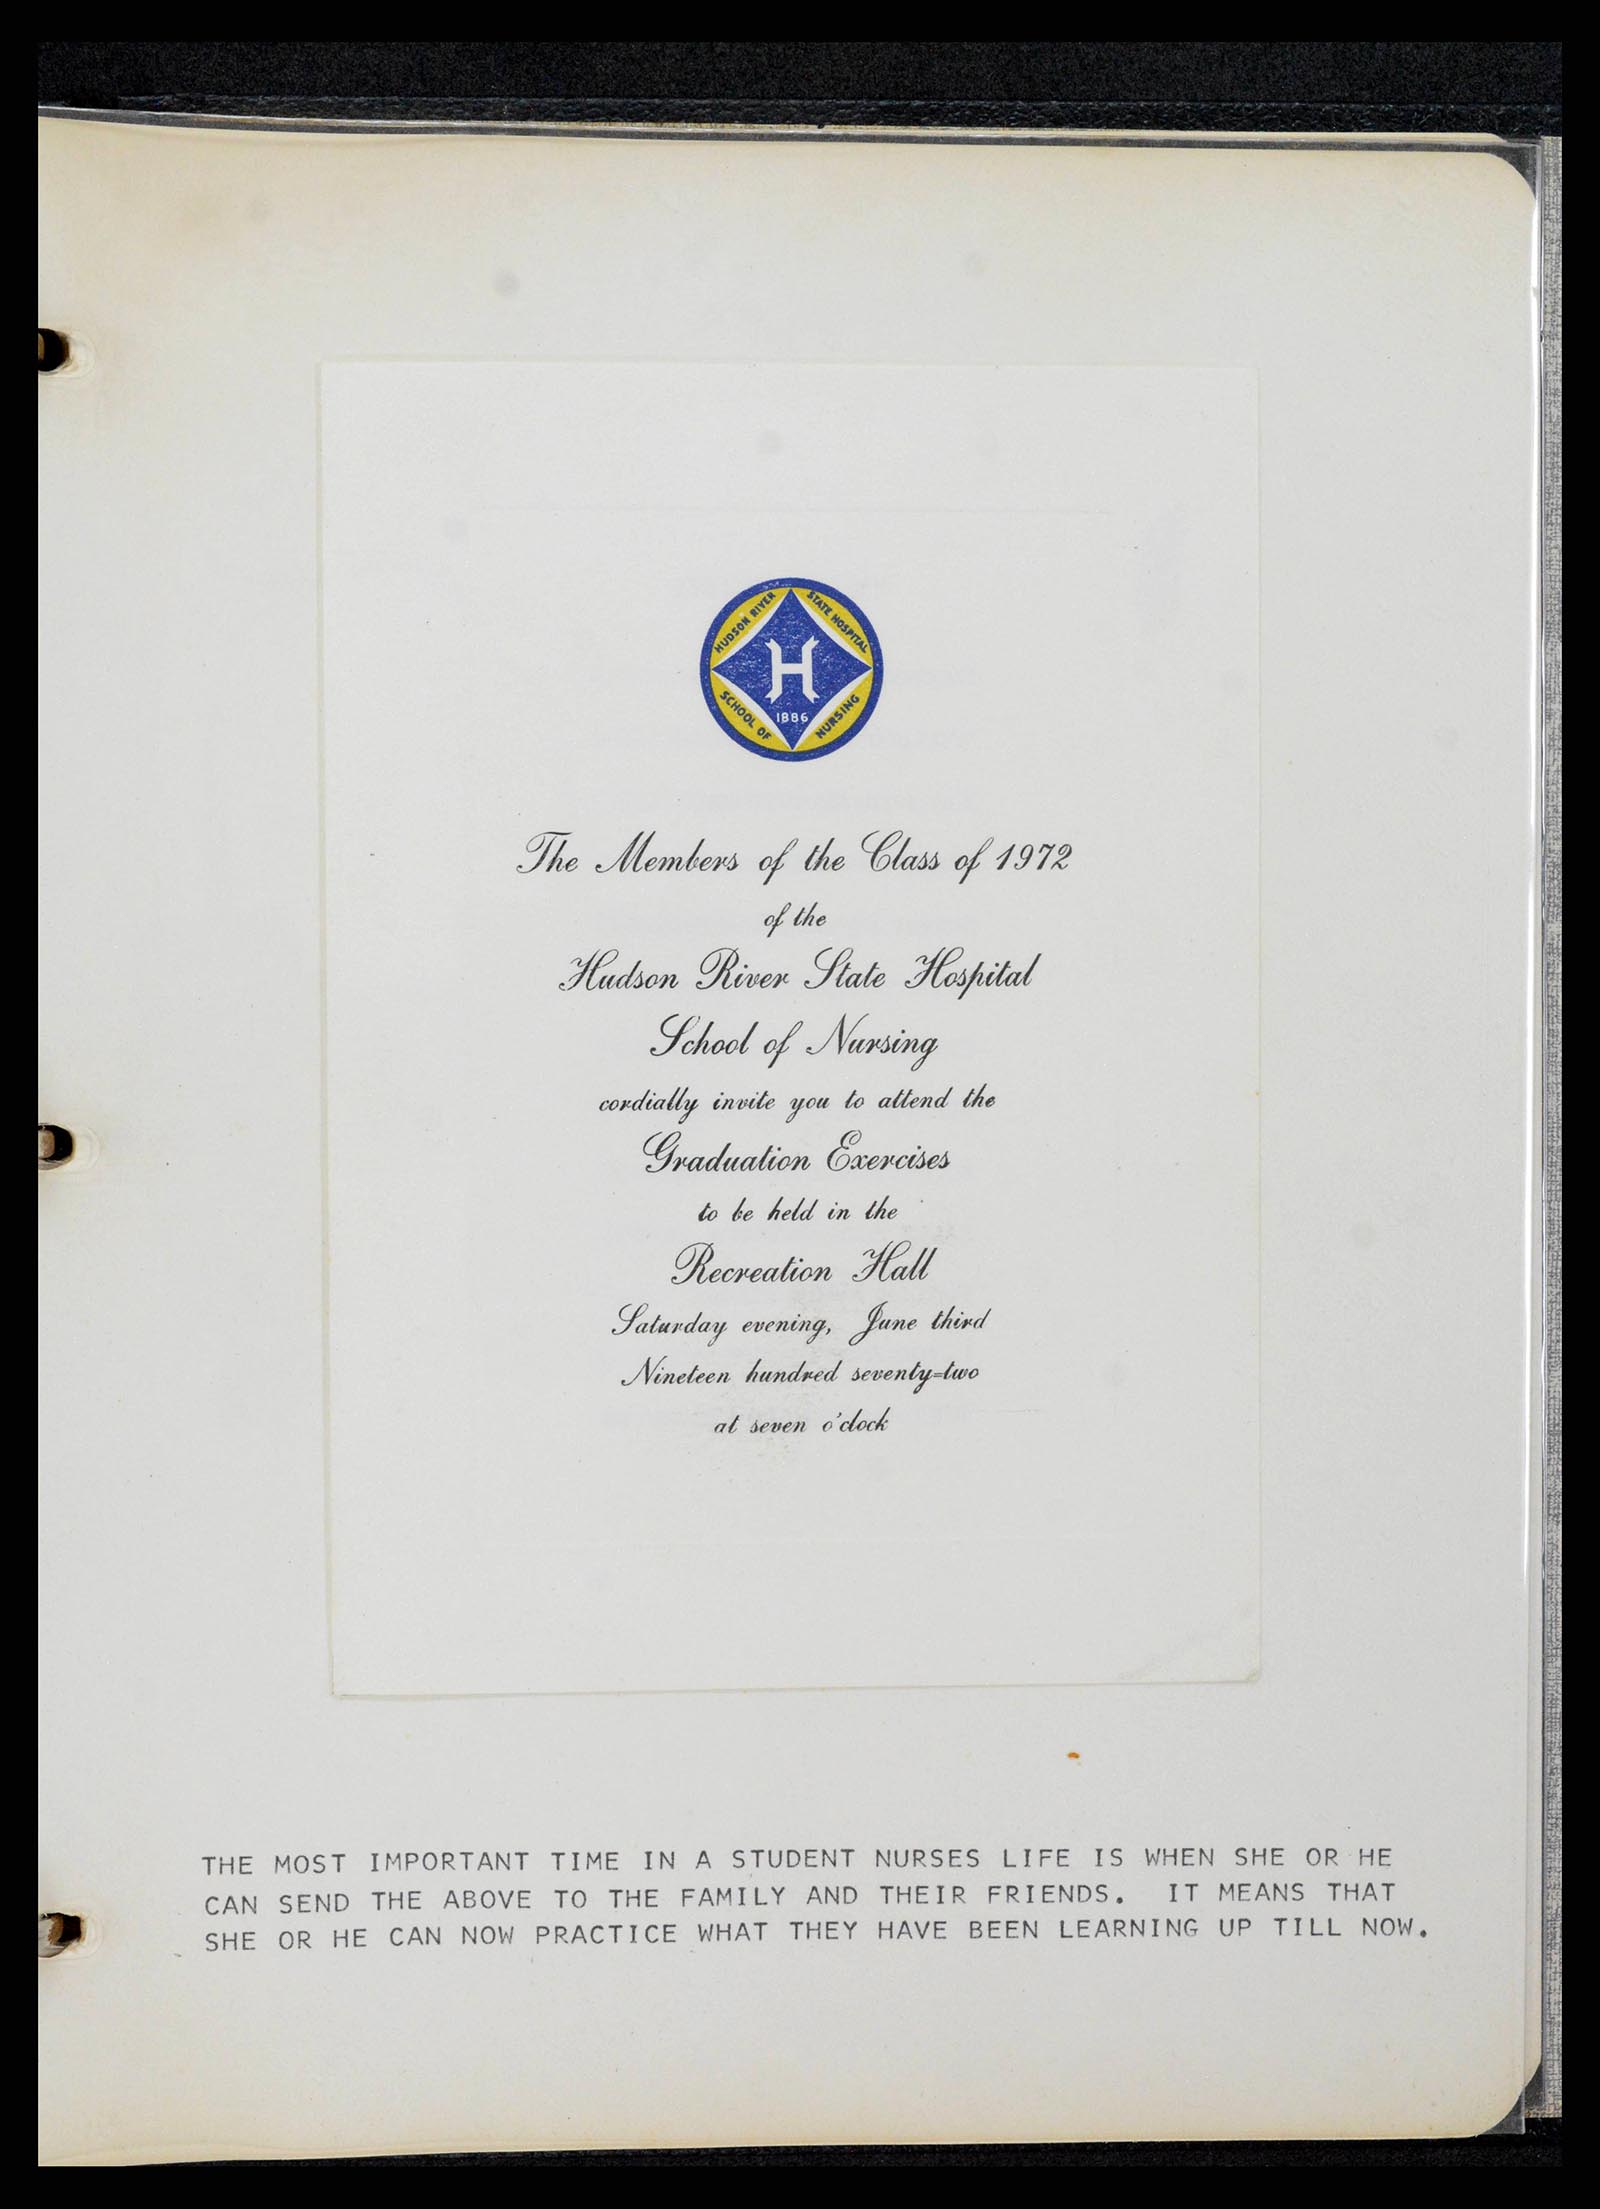 HUDSON RIVER STATE HOSPITAL
H
1886
SCHOOL OF NURSING
The Members of the Class of 1972
of the
Hudson River State Hospital
School of Nursing
cordially invite you to attend the
Graduation Exercises
to be held in the
Recreation Hall
Saturday evening, June third
Nineteen hundred seventy=two
at seven o'clock
THE MOST IMPORTANT TIME IN A STUDENT NURSES LIFE IS WHEN SHE OR HE
CAN SEND THE ABOVE TO THE FAMILY AND THEIR FRIENDS. IT MEANS THAT
SHE OR HE CAN NOW PRACTICE WHAT THEY HAVE BEEN LEARNING UP TILL NOW.